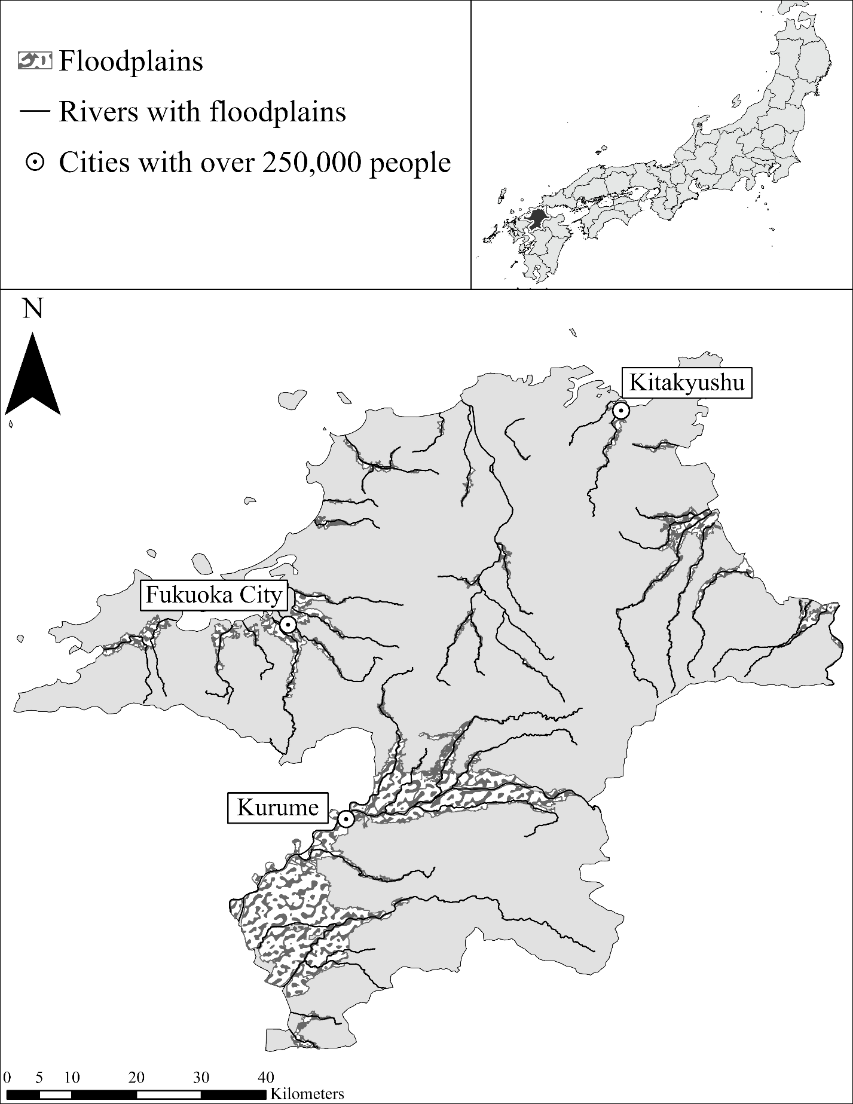 Floodplains
Rivers with floodplains
Cities with over 250,000 people
N
Kitakyushu
Fukuoka City
Kurume
0 5 10 20 30 40
Kilometers